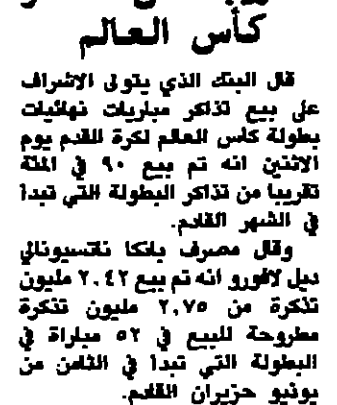 كأس العالم
قال البنك الذي يتولى الاشراف
على بيع تذاكر مباريات نهائيات
بطولة كاس العالم لكرة القدم يوم
الاثنين انه تم بيع ٩٠ في المئة
تقريبا من تذاكر البطولة التي تبدا
في الشهر القادم.
وقال مصرف بانكا ناتسيونالي
ديل لافورو انه تم بيع ٢،٤٢ مليون
تذكرة من ٢،٧٥ مليون تذكرة
مطروحة للبيع في ٥٢ مباراة في
البطولة التي تبدا في الثامن من
يونيو حزيران القادم.